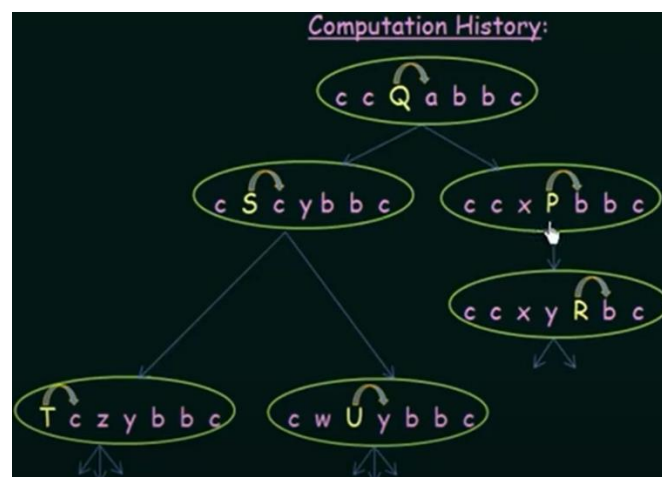 Computation History:
c c Q a b b c
c S c y b b c
c c x P b b c
c c x y R b c
T c z y b b c
c w U y b b c